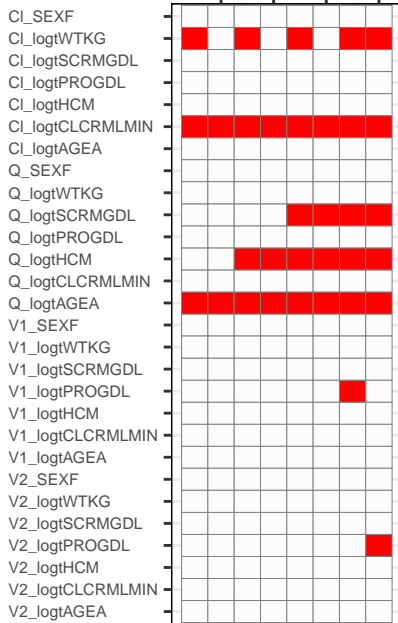 Cl_SEXF
Cl_logtWTKG
Cl_logtSCRMGDL
Cl_logtPROGDL
Cl_logtHCM
Cl_logtCLCRMLMIN
Cl_logtAGEA
Q_SEXF
Q_logtWTKG
Q_logtSCRMGDL
Q_logtPROGDL
Q_logtHCM
Q_logtCLCRMLMIN
Q_logtAGEA
V1_SEXF
V1_logtWTKG
V1_logtSCRMGDL
V1_logtPROGDL
V1_logtHCM
V1_logtCLCRMLMIN
V1_logtAGEA
V2_SEXF
V2_logtWTKG
V2_logtSCRMGDL
V2_logtPROGDL
V2_logtHCM
V2_logtCLCRMLMIN
V2_logtAGEA